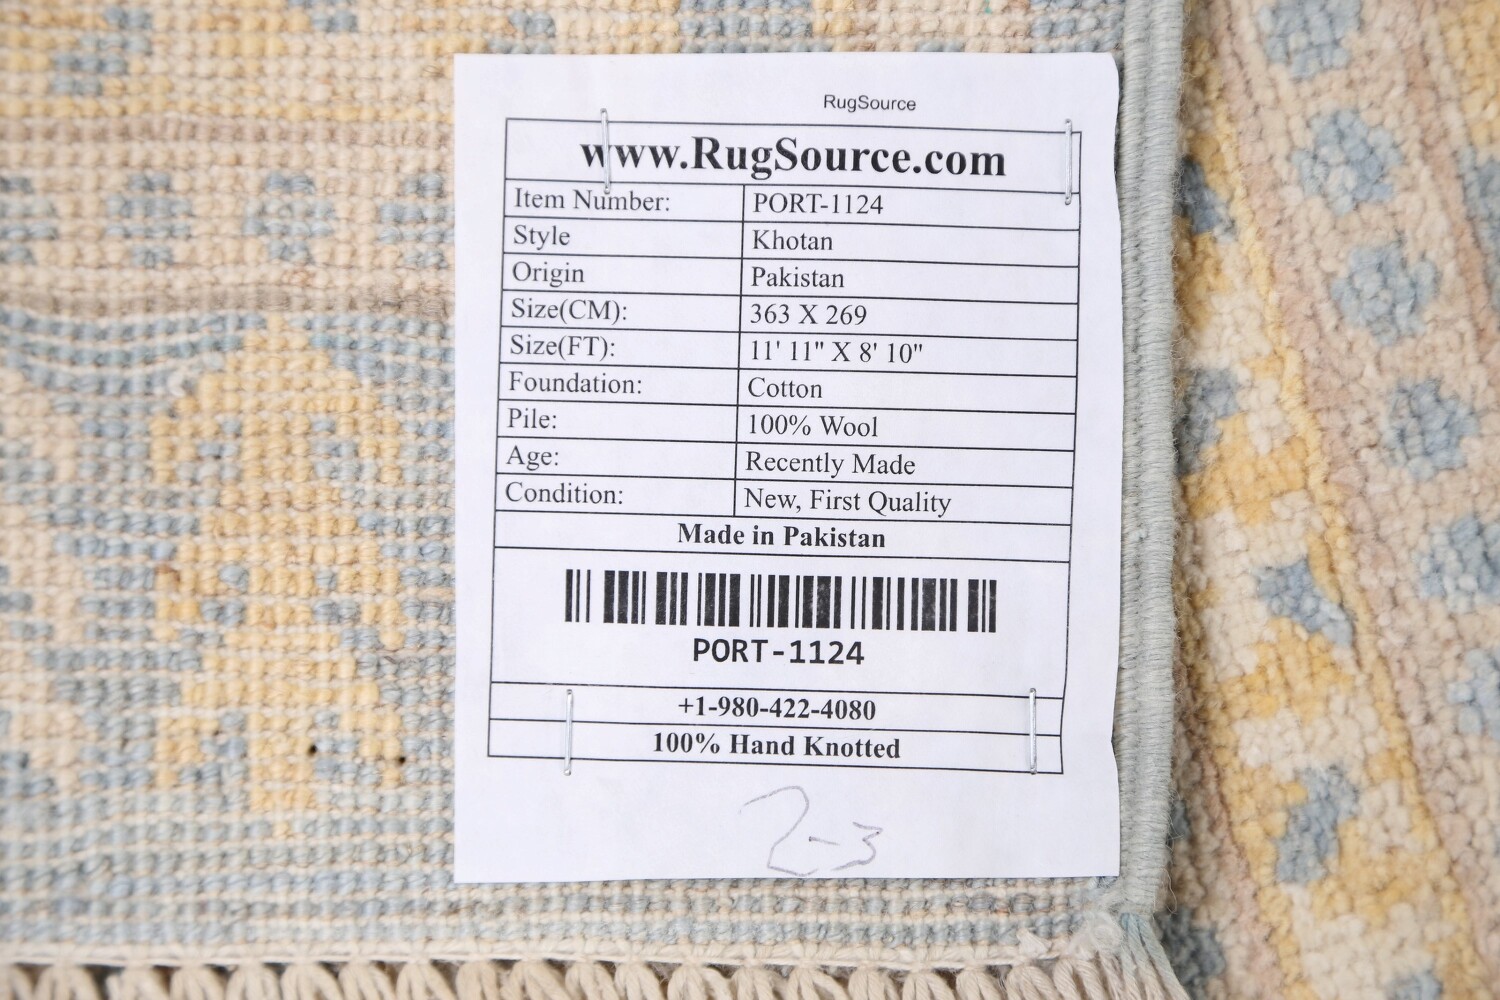 RugSource
www.RugSource.com
Item Number: PORT-1124
Style Khotan
Origin Pakistan
Size(CM): 363 X 269
Size(FT): 11' 11" X 8' 10"
Foundation: Cotton
Pile: 100% Wool
Age: Recently Made
Condition: New, First Quality
Made in Pakistan
PORT-1124
+1-980-422-4080
100% Hand Knotted
2-3